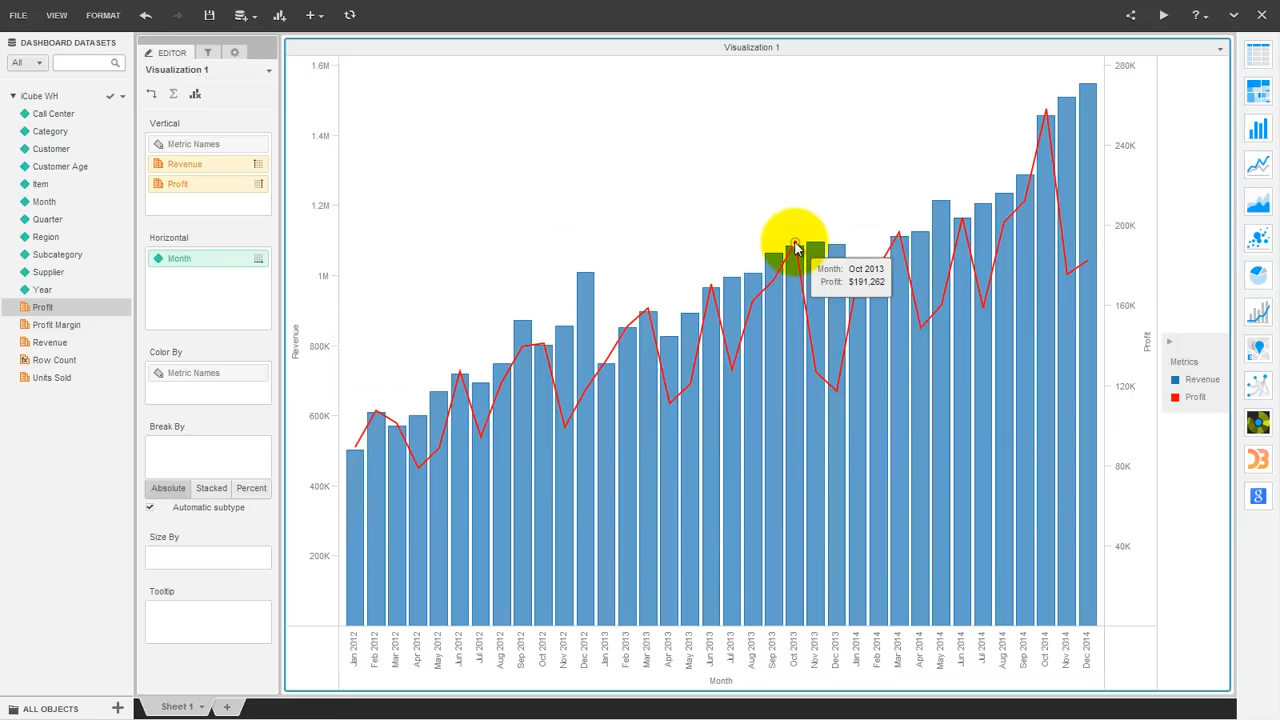 FILE VIEW FORMAT
?
DASHBOARD DATASETS
All
iCube WH
Call Center
Category
Customer
Customer Age
Item
Month
Quarter
Region
Subcategory
Supplier
Year
Profit
Profit Margin
Revenue
Row Count
Units Sold
ALL OBJECTS
EDITOR
Visualization 1
Vertical
Metric Names
Revenue
Profit
Horizontal
Month
Color By
Metric Names
Break By
Absolute Stacked Percent
Automatic subtype
Size By
Tooltip
Visualization 1
1.6M
1.4M
1.2M
1M
800K
600K
400K
200K
Revenue
280K
240K
200K
160K
120K
80K
40K
Profit
Month: Oct 2013
Profit: $191,262
Jan 2012
Feb 2012
Mar 2012
Apr 2012
May 2012
Jun 2012
Jul 2012
Aug 2012
Sep 2012
Oct 2012
Nov 2012
Dec 2012
Jan 2013
Feb 2013
Mar 2013
Apr 2013
May 2013
Jun 2013
Jul 2013
Aug 2013
Sep 2013
Oct 2013
Nov 2013
Dec 2013
Jan 2014
Feb 2014
Mar 2014
Apr 2014
May 2014
Jun 2014
Jul 2014
Aug 2014
Sep 2014
Oct 2014
Nov 2014
Dec 2014
Month
Metrics
Revenue
Profit
D3
8
Sheet 1